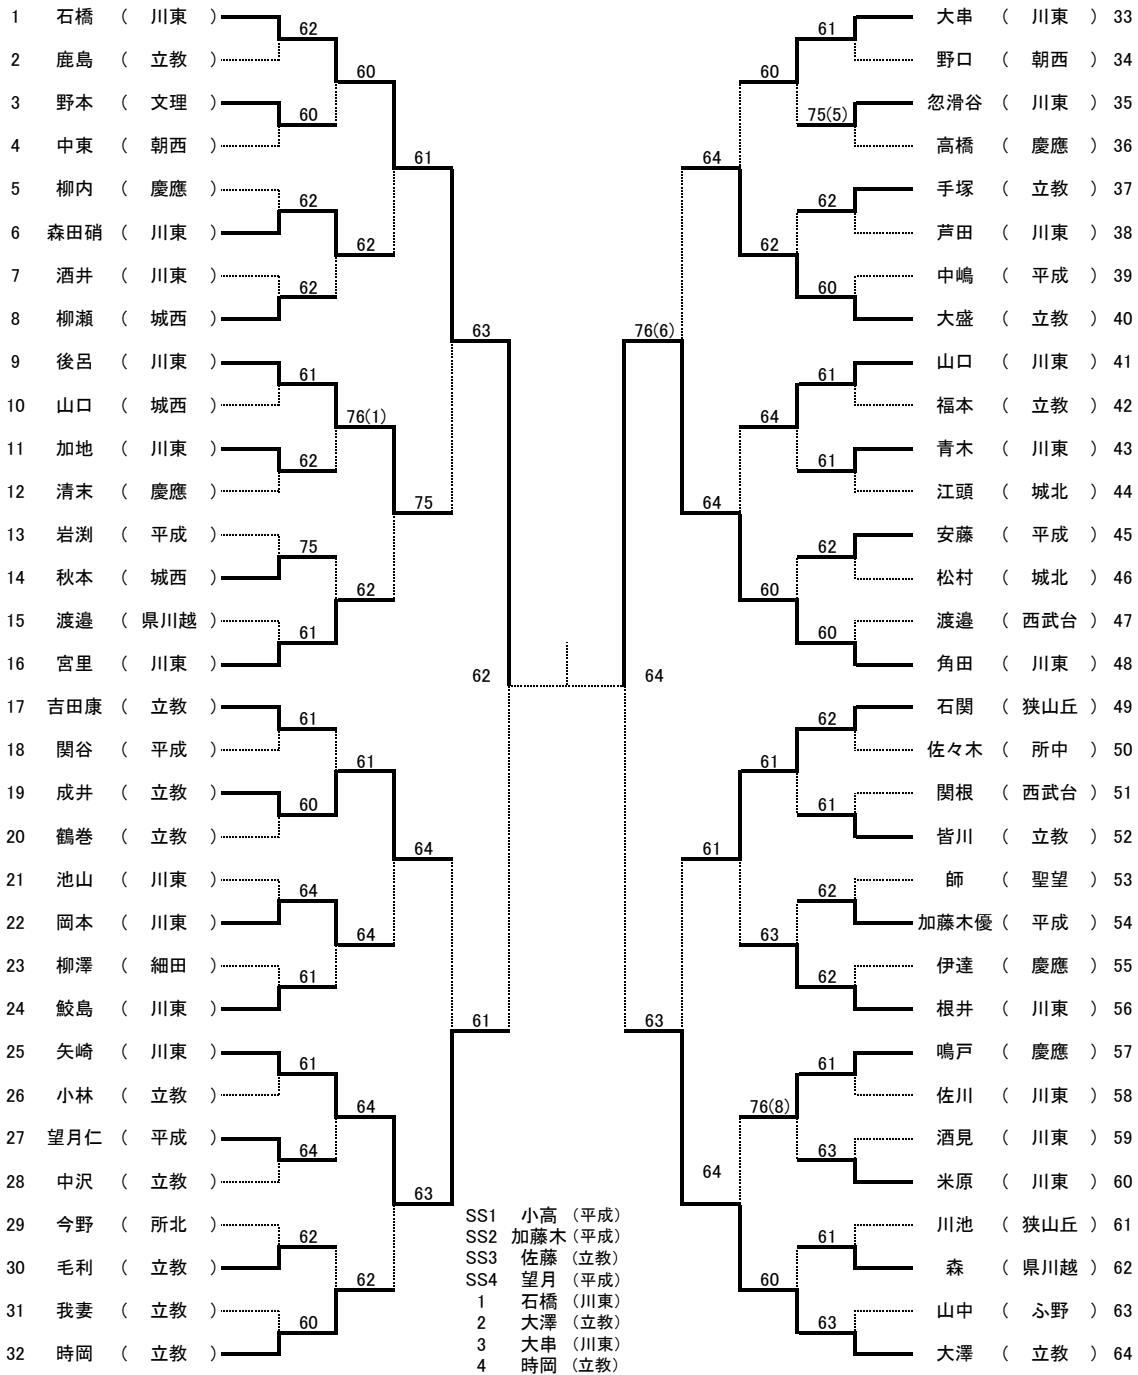 1 石橋 ( 川東 )
2 鹿島 ( 立教 )
3 野本 ( 文理 )
4 中東 ( 朝西 )
5 柳内 ( 慶應 )
6 森田硝 ( 川東 )
7 酒井 ( 川東 )
8 柳瀬 ( 城西 )
9 後呂 ( 川東 )
10 山口 ( 城西 )
11 加地 ( 川東 )
12 清末 ( 慶應 )
13 岩渕 ( 平成 )
14 秋本 ( 城西 )
15 渡邉 ( 県川越 )
16 宮里 ( 川東 )
17 吉田康 ( 立教 )
18 関谷 ( 平成 )
19 成井 ( 立教 )
20 鶴巻 ( 立教 )
21 池山 ( 川東 )
22 岡本 ( 川東 )
23 柳澤 ( 細田 )
24 鮫島 ( 川東 )
25 矢崎 ( 川東 )
26 小林 ( 立教 )
27 望月仁 ( 平成 )
28 中沢 ( 立教 )
29 今野 ( 所北 )
30 毛利 ( 立教 )
31 我妻 ( 立教 )
32 時岡 ( 立教 )
62
60
62
62
61
62
75
61
61
60
64
61
61
64
62
60
60
62
76(1)
62
61
64
64
62
61
75
64
63
63
61
62
64
76(6)
63
64
64
61
64
60
62
64
60
61
63
76(8)
60
61
75(5)
62
60
61
61
62
60
62
61
62
62
61
63
61
63
大串 ( 川東 ) 33
野口 ( 朝西 ) 34
忽滑谷 ( 川東 ) 35
高橋 ( 慶應 ) 36
手塚 ( 立教 ) 37
芦田 ( 川東 ) 38
中嶋 ( 平成 ) 39
大盛 ( 立教 ) 40
山口 ( 川東 ) 41
福本 ( 立教 ) 42
青木 ( 川東 ) 43
江頭 ( 城北 ) 44
安藤 ( 平成 ) 45
松村 ( 城北 ) 46
渡邉 ( 西武台 ) 47
角田 ( 川東 ) 48
石関 ( 狭山丘 ) 49
佐々木 ( 所中 ) 50
関根 ( 西武台 ) 51
皆川 ( 立教 ) 52
師 ( 聖望 ) 53
加藤木優 ( 平成 ) 54
伊達 ( 慶應 ) 55
根井 ( 川東 ) 56
鳴戸 ( 慶應 ) 57
佐川 ( 川東 ) 58
酒見 ( 川東 ) 59
米原 ( 川東 ) 60
川池 ( 狭山丘 ) 61
森 ( 県川越 ) 62
山中 ( ふ野 ) 63
大澤 ( 立教 ) 64
SS1 小高 (平成)
SS2 加藤木 (平成)
SS3 佐藤 (立教)
SS4 望月 (平成)
1 石橋 (川東)
2 大澤 (立教)
3 大串 (川東)
4 時岡 (立教)